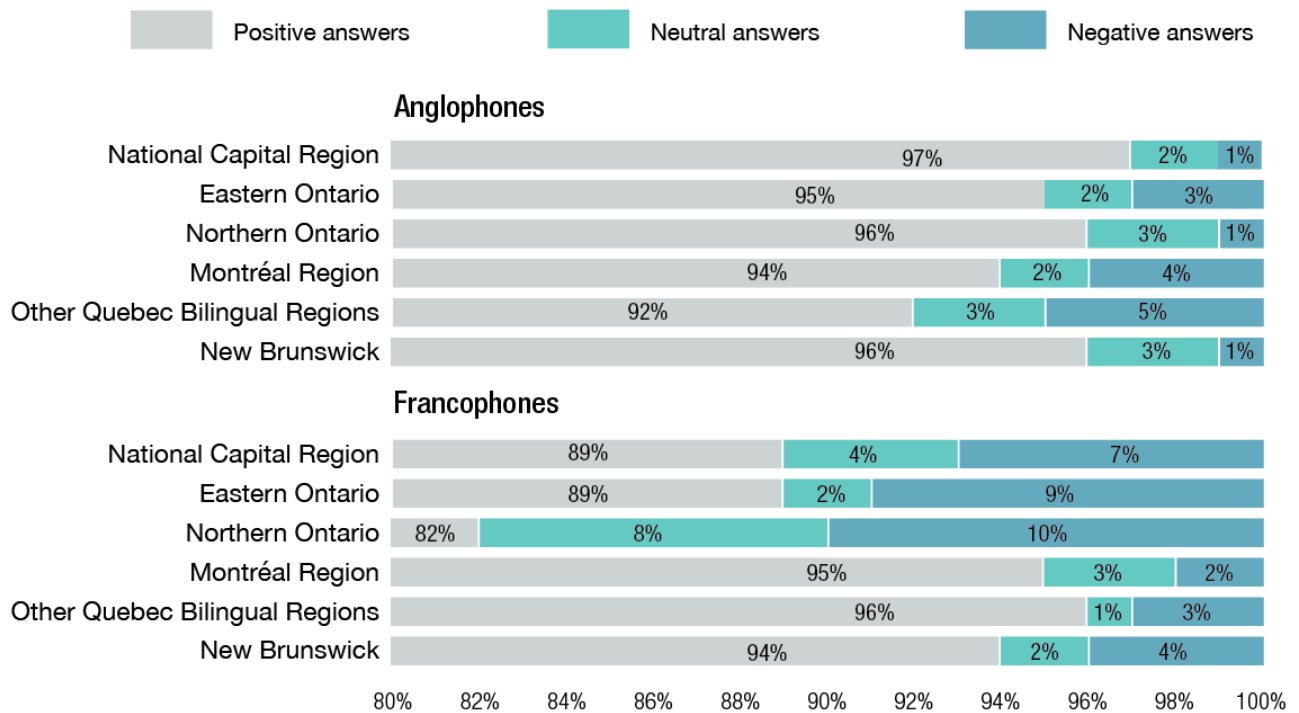 Positive answers Neutral answers Negative answers
Anglophones
National Capital Region 97% 2% 1%
Eastern Ontario 95% 2% 3%
Northern Ontario 96% 3% 1%
Montréal Region 94% 2% 4%
Other Quebec Bilingual Regions 92% 3% 5%
New Brunswick 96% 3% 1%
Francophones
National Capital Region 89% 4% 7%
Eastern Ontario 89% 2% 9%
Northern Ontario 82% 8% 10%
Montréal Region 95% 3% 2%
Other Quebec Bilingual Regions 96% 1% 3%
New Brunswick 94% 2% 4%
80% 82% 84% 86% 88% 90% 92% 94% 96% 98% 100%